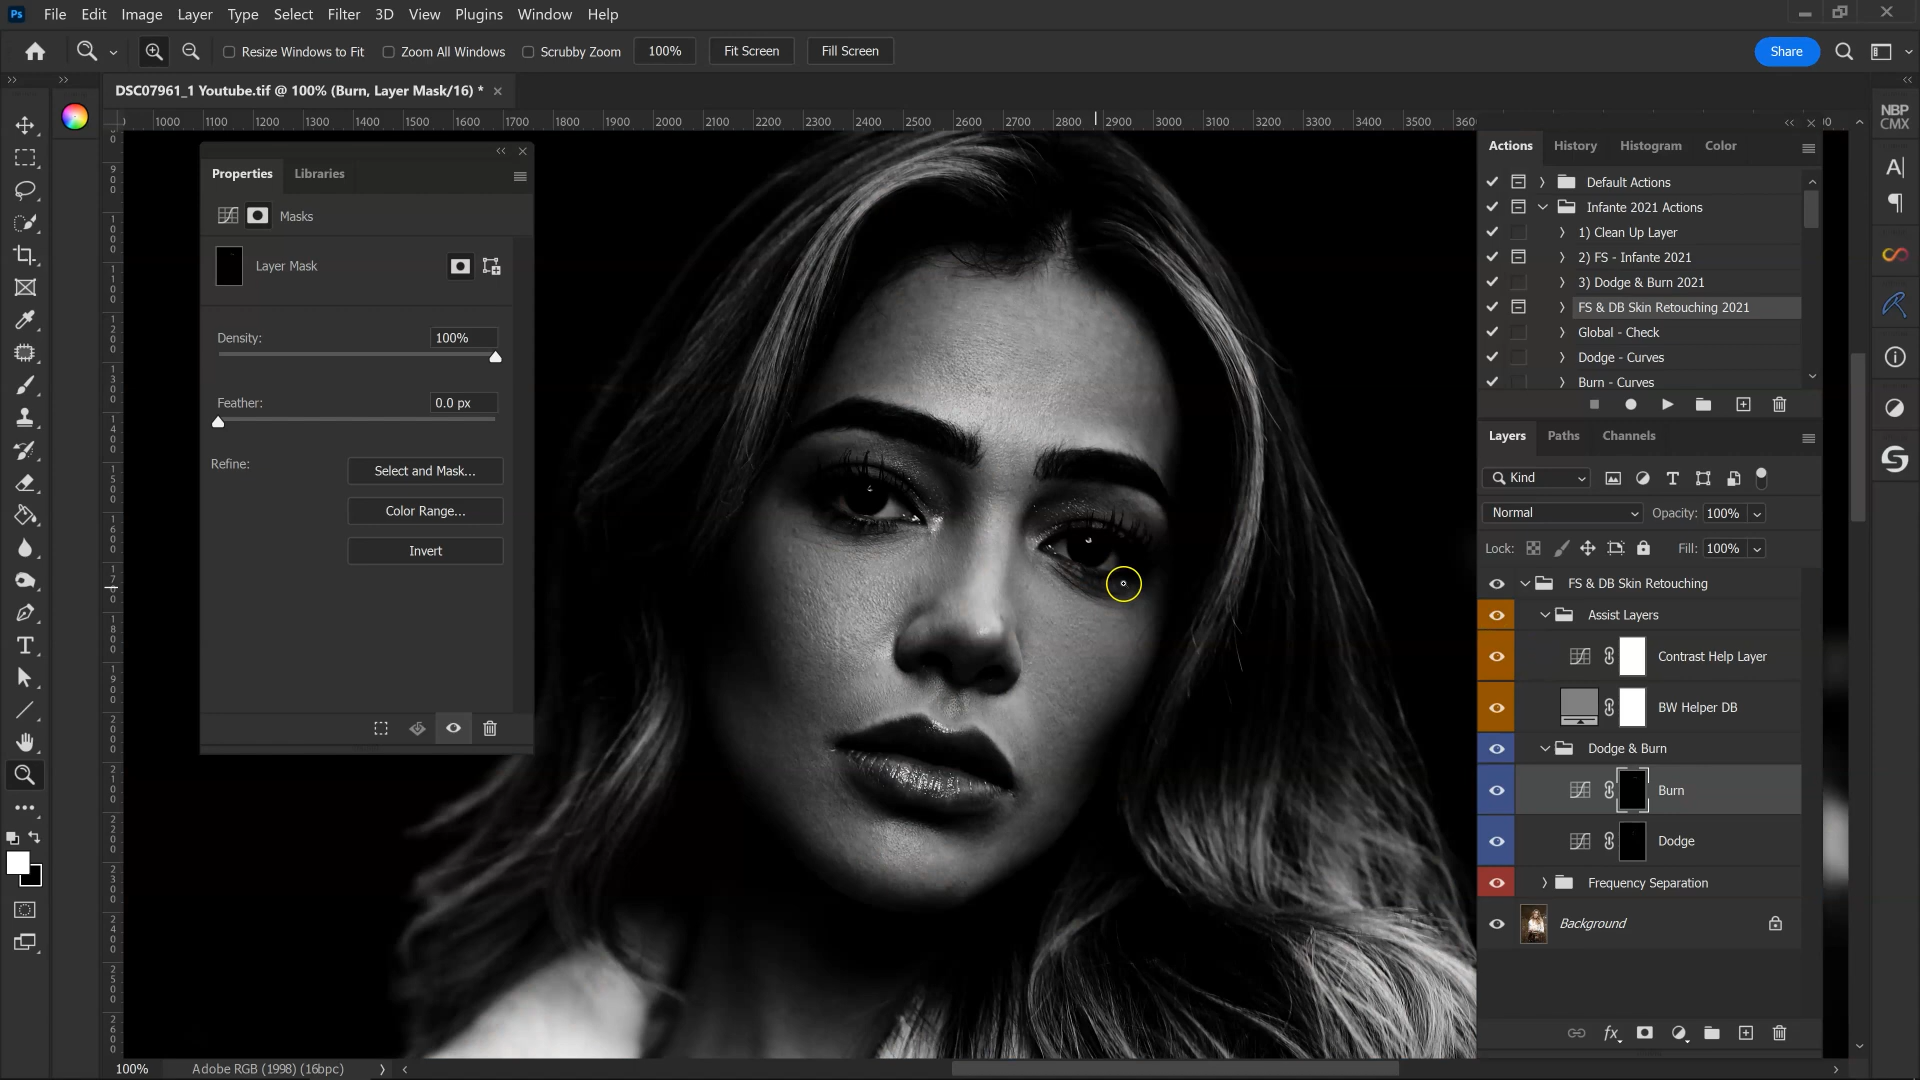 Ps File Edit Image Layer Type Select Filter 3D View Plugins Window Help
Resize Windows to Fit Zoom All Windows Scrubby Zoom 100% Fit Screen Fill Screen Share
DSC07961_1 Youtube.tif @ 100% (Burn, Layer Mask/16) *
1000 1100 1200 1300 1400 1500 1600 1700 1800 1900 2000 2100 2200 2300 2400 2500 2600 2700 2800 2900 3000 3100 3200 3300 3400 3500
NBP
CMX
Properties Libraries
Masks
Layer Mask
Density: 100%
Feather: 0.0 px
Refine: Select and Mask...
Color Range...
Invert
Actions History Histogram Color
Default Actions
Infante 2021 Actions
1) Clean Up Layer
2) FS - Infante 2021
3) Dodge & Burn 2021
FS & DB Skin Retouching 2021
Global - Check
Dodge - Curves
Burn - Curves
Layers Paths Channels
Kind
Normal Opacity: 100%
Lock: Fill: 100%
FS & DB Skin Retouching
Assist Layers
Contrast Help Layer
BW Helper DB
Dodge & Burn
Burn
Dodge
Frequency Separation
Background
100% Adobe RGB (1998) (16bpc)